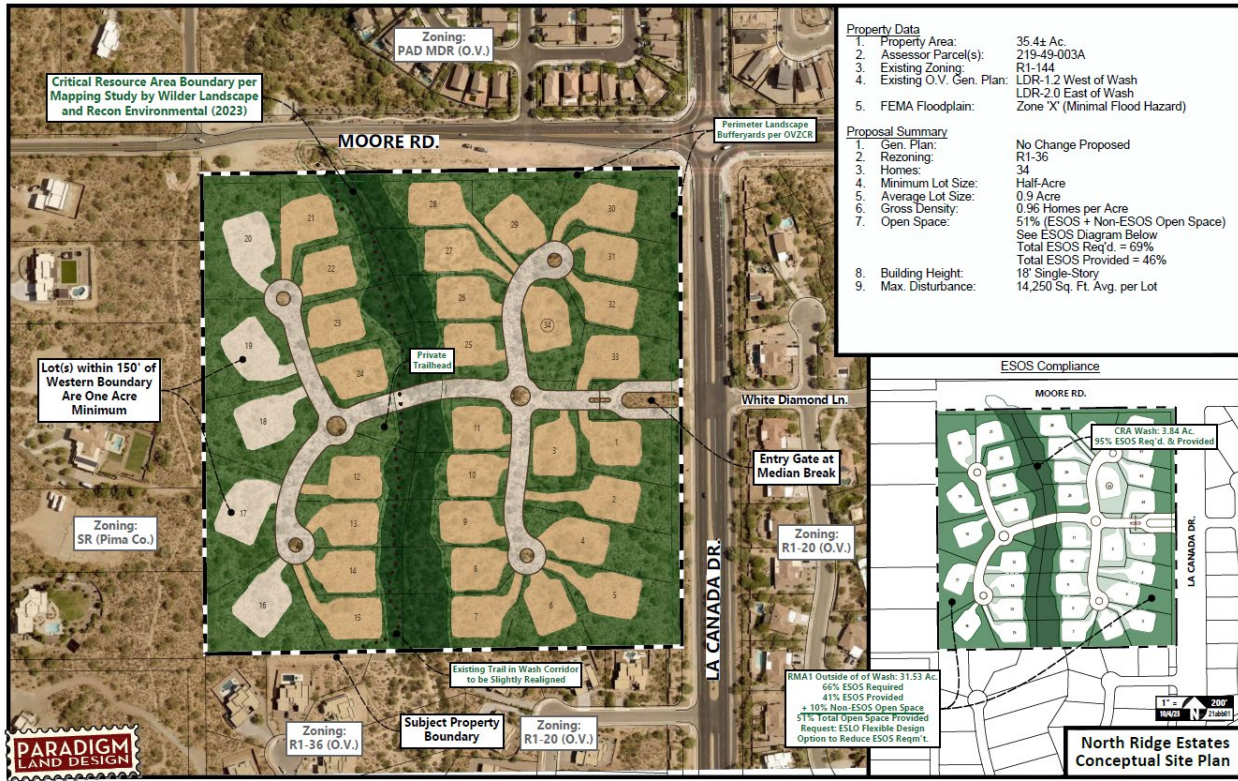 Zoning:
PAD MDR (O.V.)
Critical Resource Area Boundary per
Mapping Study by Wilder Landscape
and Recon Environmental (2023)
MOORE RD.
Perimeter Landscape
Bufferyards per OVZCR
20
21
28
29
30
22
27
31
19
23
26
34
32
24
25
33
Private
Trailhead
Lot(s) within 150' of
Western Boundary
Are One Acre
Minimum
White Diamond Ln.
18
11
3
1
Entry Gate at
Median Break
12
10
2
17
13
9
4
Zoning:
SR (Pima Co.)
Zoning:
R1-20 (O.V.)
14
8
16
15
7
6
5
LA CANADA DR.
Existing Trail in Wash Corridor
to be Slightly Realigned
Zoning:
R1-36 (O.V.)
Subject Property
Boundary
Zoning:
R1-20 (O.V.)
PARADIGM
LAND DESIGN
Property Data
1. Property Area: 35.4± Ac.
2. Assessor Parcel(s): 219-49-003A
3. Existing Zoning: R1-144
4. Existing O.V. Gen. Plan: LDR-1.2 West of Wash
LDR-2.0 East of Wash
5. FEMA Floodplain: Zone 'X' (Minimal Flood Hazard)
Proposal Summary
1. Gen. Plan: No Change Proposed
2. Rezoning: R1-36
3. Homes: 34
4. Minimum Lot Size: Half-Acre
5. Average Lot Size: 0.9 Acre
6. Gross Density: 0.96 Homes per Acre
7. Open Space: 51% (ESOS + Non-ESOS Open Space)
See ESOS Diagram Below
Total ESOS Req'd. = 69%
Total ESOS Provided = 46%
8. Building Height: 18' Single-Story
9. Max. Disturbance: 14,250 Sq. Ft. Avg. per Lot
ESOS Compliance
MOORE RD.
CRA Wash: 3.84 Ac.
95% ESOS Req'd. & Provided
LA CANADA DR.
RMA1 Outside of of Wash: 31.53 Ac.
66% ESOS Required
41% ESOS Provided
+ 10% Non-ESOS Open Space
51% Total Open Space Provided
Request: ESLO Flexible Design
Option to Reduce ESOS Reqm't.
1" = 200'
10/4/23 N 21abb01
North Ridge Estates
Conceptual Site Plan